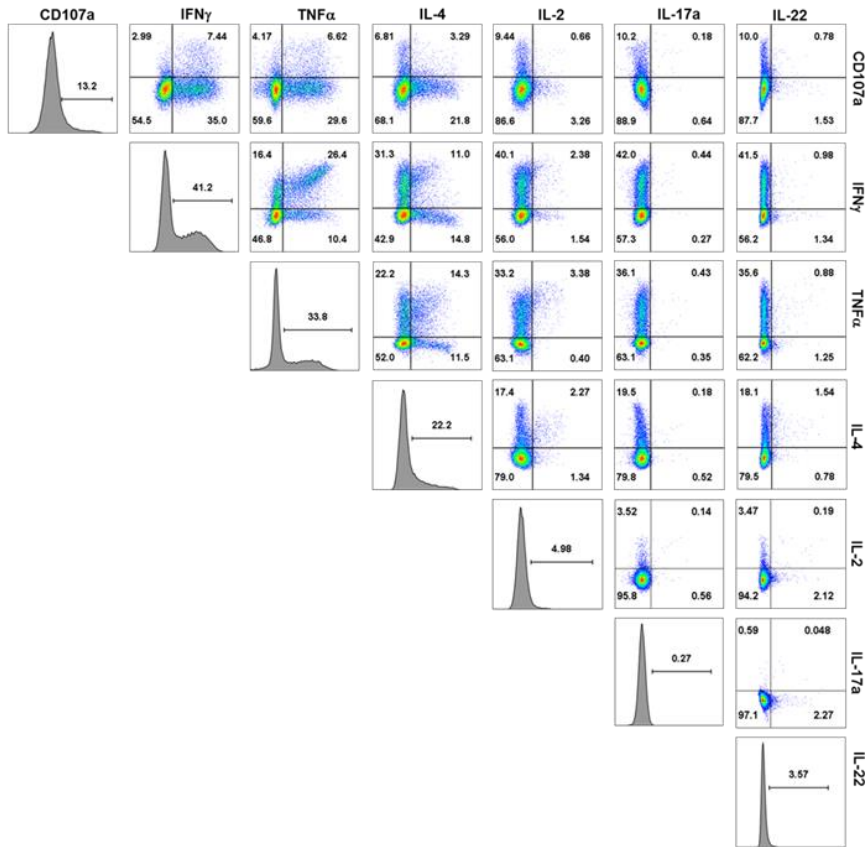 CD107a IFNγ TNFα IL-4 IL-2 IL-17a IL-22
2.99 7.44 4.17 6.62 6.81 3.29 9.44 0.66 10.2 0.18 10.0 0.78
CD107a
13.2
54.5 35.0 59.6 29.6 68.1 21.8 86.6 3.26 88.9 0.64 87.7 1.53
16.4 26.4 31.3 11.0 40.1 2.38 42.0 0.44 41.5 0.98
IFNγ
41.2
46.8 10.4 42.9 14.8 56.0 1.54 57.3 0.27 56.2 1.34
22.2 14.3 33.2 3.38 36.1 0.43 35.6 0.88
TNFα
33.8
52.0 11.5 63.1 0.40 63.1 0.35 62.2 1.25
17.4 2.27 19.5 0.18 18.1 1.54
IL-4
22.2
79.0 1.34 79.8 0.52 79.5 0.78
3.52 0.14 3.47 0.19
IL-2
4.98
95.8 0.56 94.2 2.12
0.59 0.048
IL-17a
0.27
97.1 2.27
IL-22
3.57